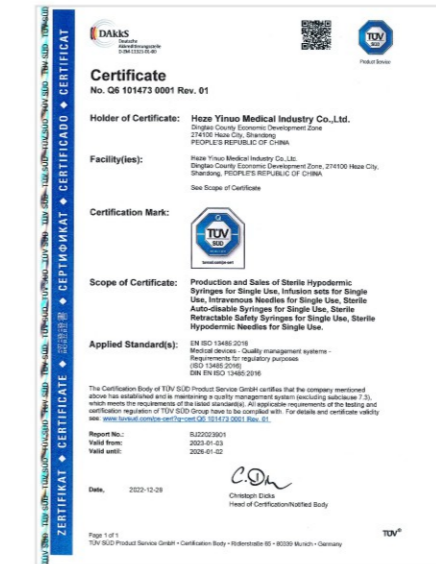 DAkkS
Deutsche
Akkreditierungsstelle
TÜV
SÜD
Product Service
Certificate
No. Q6 101473 0001 Rev. 01
Holder of Certificate: Heze Yinuo Medical Industry Co.,Ltd.
Dingtao County Economic Development Zone
274100 Heze City, Shandong
PEOPLE'S REPUBLIC OF CHINA
Facility(ies): Heze Yinuo Medical Industry Co.,Ltd.
Dingtao County Economic Development Zone, 274100 Heze City,
Shandong, PEOPLE'S REPUBLIC OF CHINA
See Scope of Certificate
Certification Mark:
TÜV
SÜD
Scope of Certificate: Production and Sales of Sterile Hypodermic
Syringes for Single Use, Infusion sets for Single
Use, Intravenous Needles for Single Use, Sterile
Auto-disable Syringes for Single Use, Sterile
Retractable Safety Syringes for Single Use, Sterile
Hypodermic Needles for Single Use.
Applied Standard(s): EN ISO 13485:2016
Medical devices - Quality management systems -
Requirements for regulatory purposes
(ISO 13485:2016)
DIN EN ISO 13485:2016
The Certification Body of TÜV SÜD Product Service GmbH certifies that the company mentioned
above has established and is maintaining a quality management system (excluding subclause 7.3),
which meets the requirements of the listed standard(s). All applicable requirements of the testing and
certification regulation of TÜV SÜD Group have to be complied with. For details and certificate validity
see: www.tuvsud.com/ps-cert?q=cert:Q6 101473 0001 Rev. 01
Report No.: BJ22023901
Valid from: 2023-01-03
Valid until: 2026-01-02
Date, 2022-12-28
Christoph Dicks
Head of Certification/Notified Body
Page 1 of 1
TÜV SÜD Product Service GmbH • Certification Body • Ridlerstraße 65 • 80339 Munich • Germany
TÜV®
ZERTIFIKAT ◆ CERTIFICATE ◆ 認證證書 ◆ СЕРТИФИКАТ ◆ CERTIFICADO ◆ CERTIFICAT